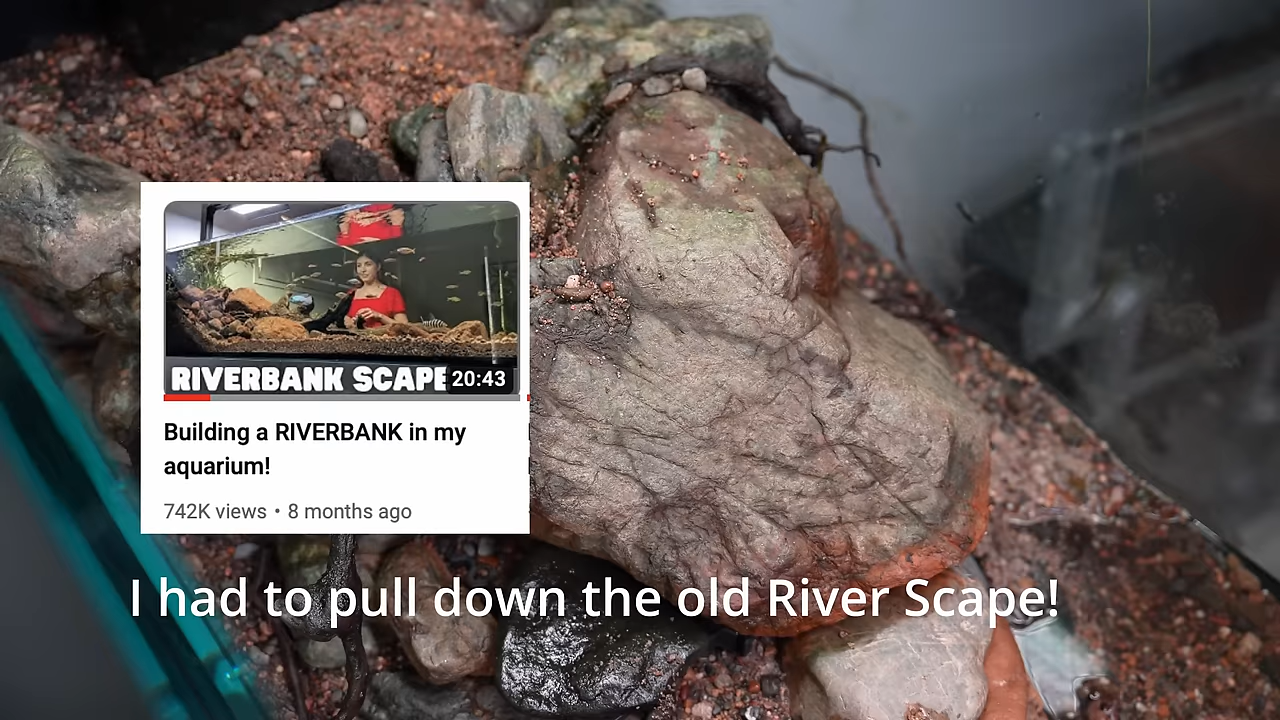 RIVERBANK SCAPE
20:43
Building a RIVERBANK in my
aquarium!
742K views • 8 months ago
I had to pull down the old River Scape!